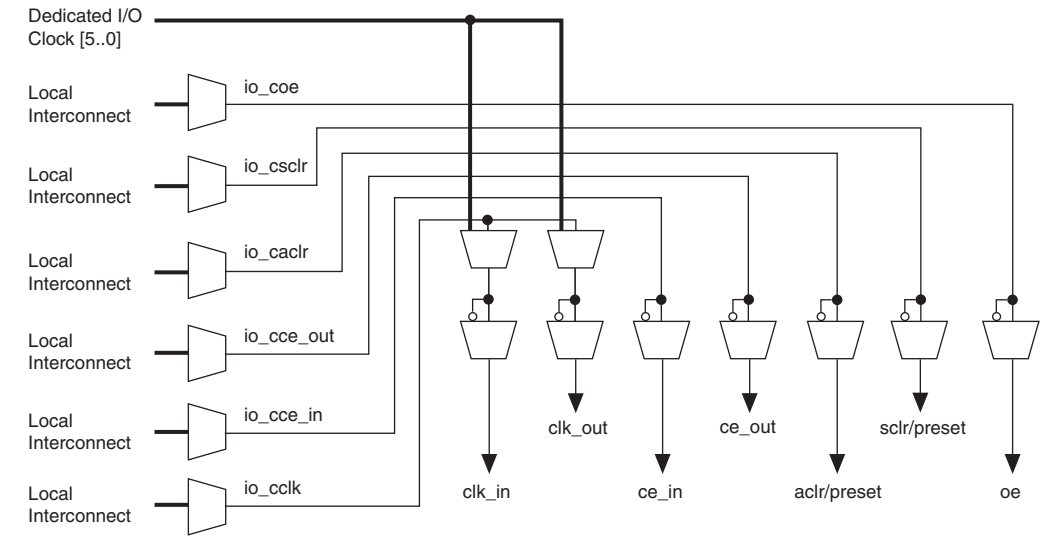 Dedicated I/O
Clock [5..0]
Local
Interconnect
io_coe
Local
Interconnect
io_csclr
Local
Interconnect
io_caclr
Local
Interconnect
io_cce_out
Local
Interconnect
io_cce_in
Local
Interconnect
io_cclk
clk_out
ce_out
sclr/preset
clk_in
ce_in
aclr/preset
oe